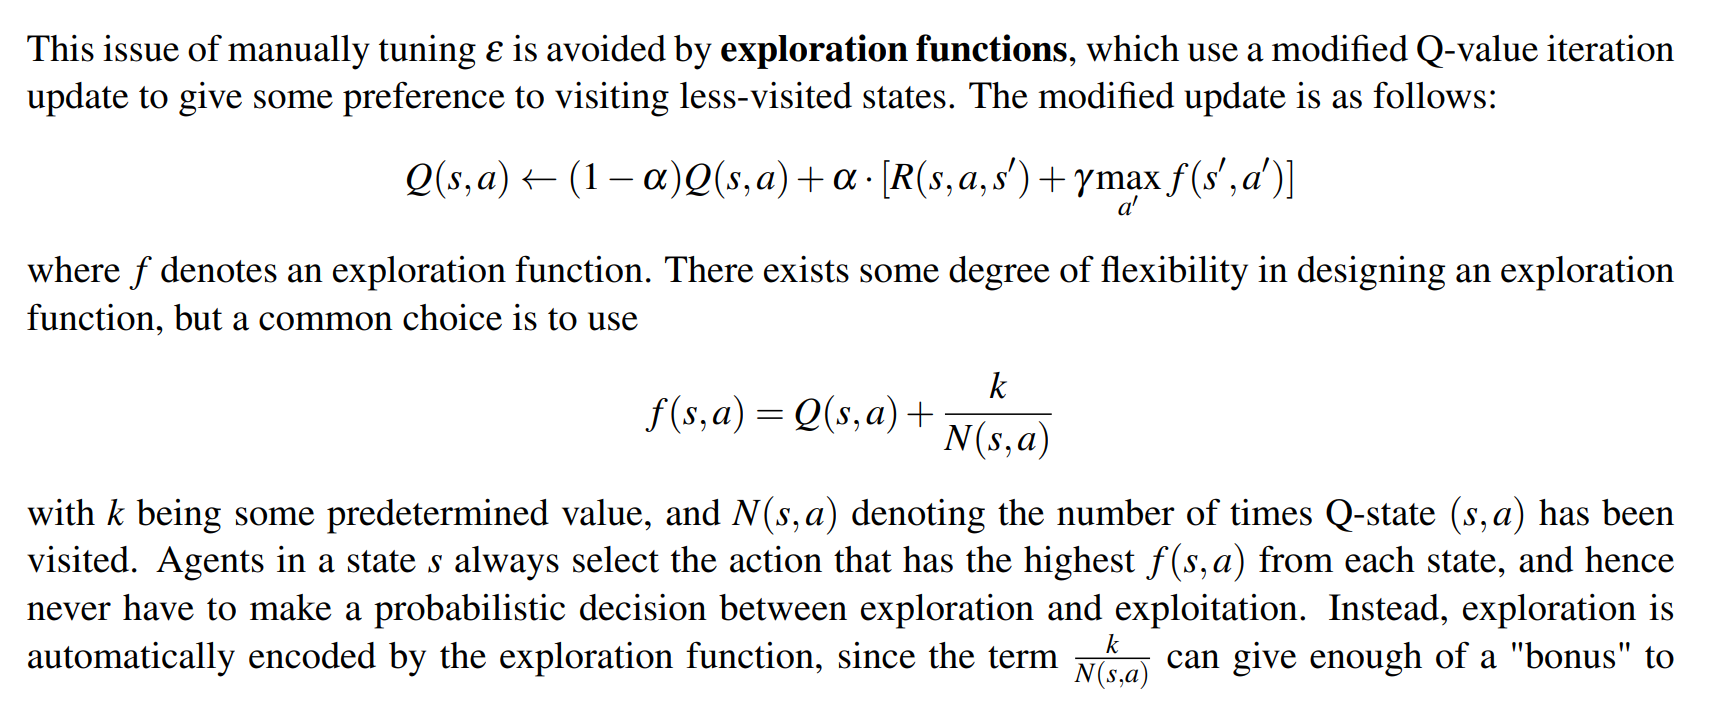 This issue of manually tuning ε is avoided by exploration functions, which use a modified Q-value iteration
update to give some preference to visiting less-visited states. The modified update is as follows:
Q(s,a) ← (1 − α)Q(s,a) + α · [R(s,a,s′) + γ max_{a′} f(s′,a′)]
where f denotes an exploration function. There exists some degree of flexibility in designing an exploration
function, but a common choice is to use
f(s,a) = Q(s,a) + \frac{k}{N(s,a)}
with k being some predetermined value, and N(s,a) denoting the number of times Q-state (s,a) has been
visited. Agents in a state s always select the action that has the highest f(s,a) from each state, and hence
never have to make a probabilistic decision between exploration and exploitation. Instead, exploration is
automatically encoded by the exploration function, since the term \frac{k}{N(s,a)} can give enough of a "bonus" to